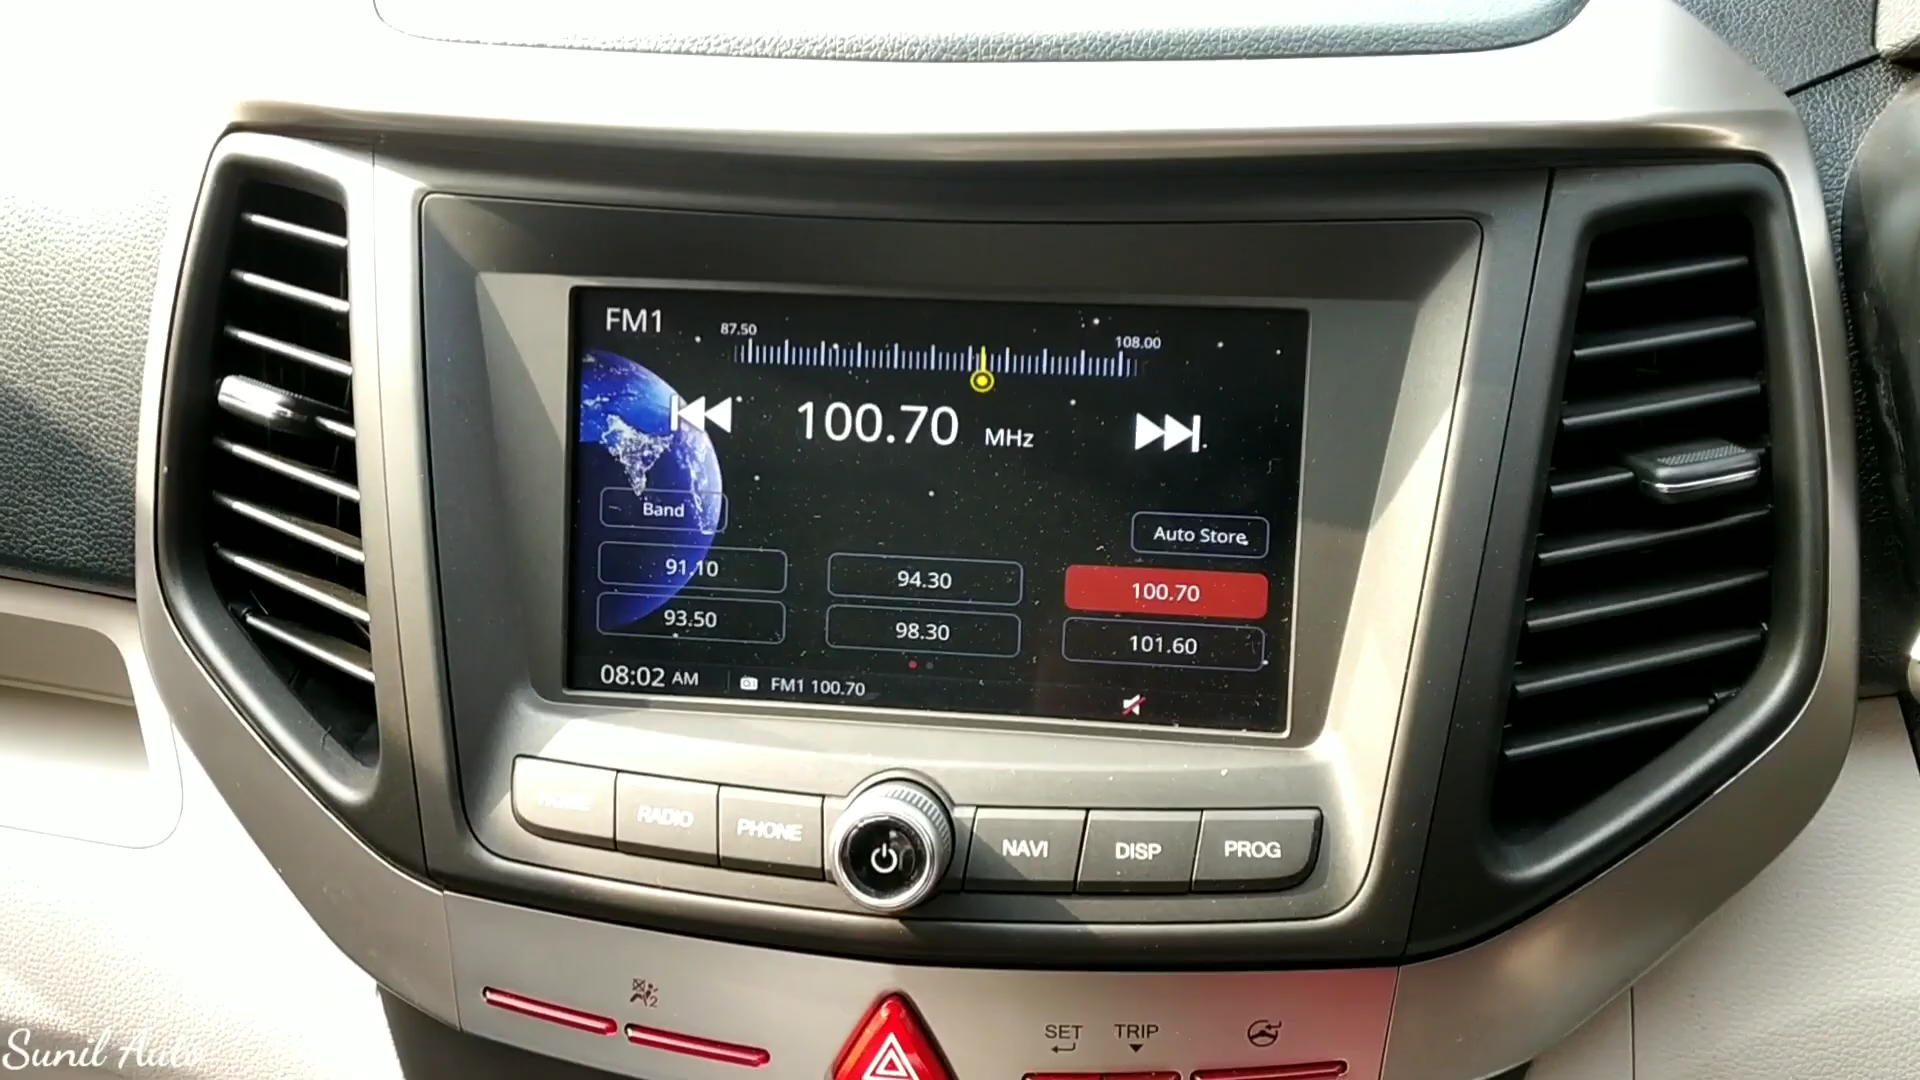 FM1
87.50
108.00
100.70 MHz
Band
Auto Store
91.10
94.30
100.70
93.50
98.30
101.60
08:02 AM
FM1 100.70
RADIO
PHONE
NAVI
DISP
PROG
2
SET
TRIP
Sunil Auto